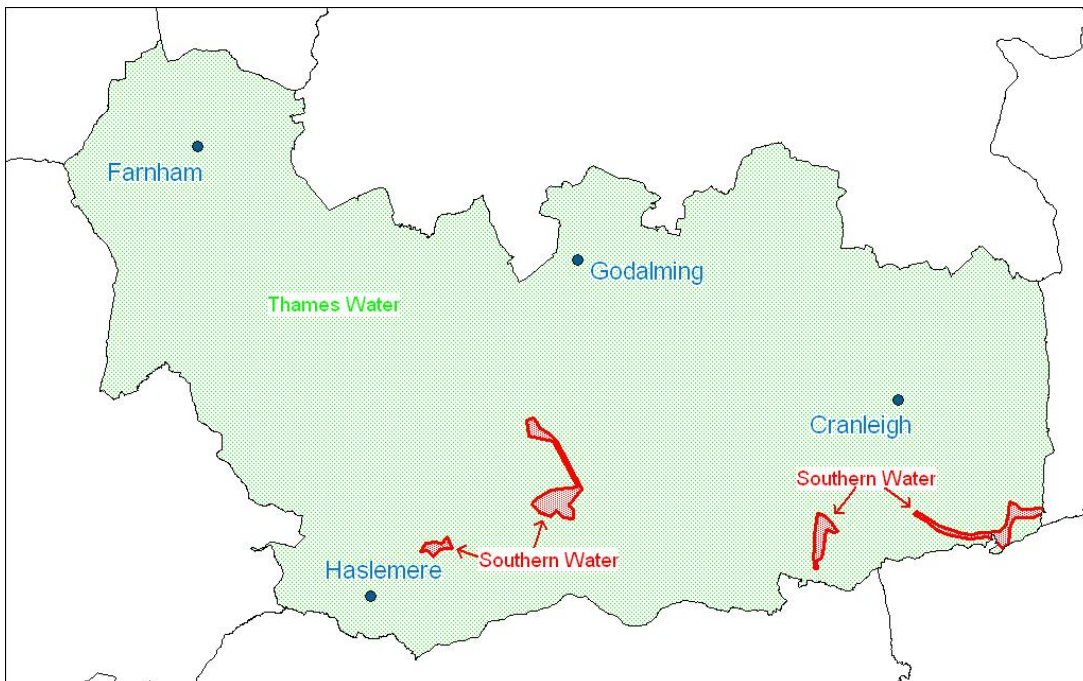 Farnham
Godalming
Thames Water
Cranleigh
Southern Water
Southern Water
Haslemere